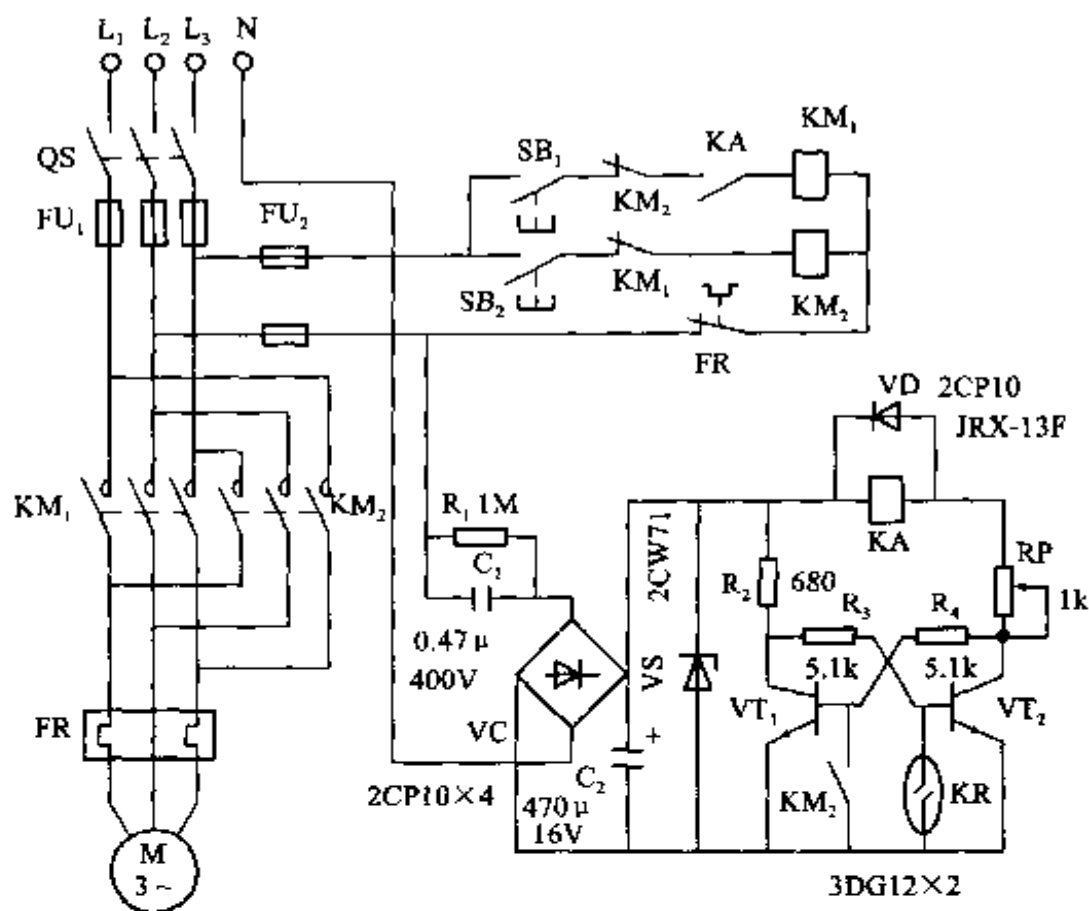 L₁ L₂ L₃ N
QS
FU₁
FU₂
SB₁
KM₂
KA
KM₁
SB₂
KM₁
KM₂
FR
VD 2CP10
JRX-13F
KM₁
KM₂
R₁ 1M
C₁
0.47μ
400V
2CW71
VS
KA
RP
1k
R₂ 680
R₃
5.1k
R₄
5.1k
VT₁
VT₂
FR
VC
2CP10×4
C₂
+
470μ
16V
KM₂
KR
M
3~
3DG12×2